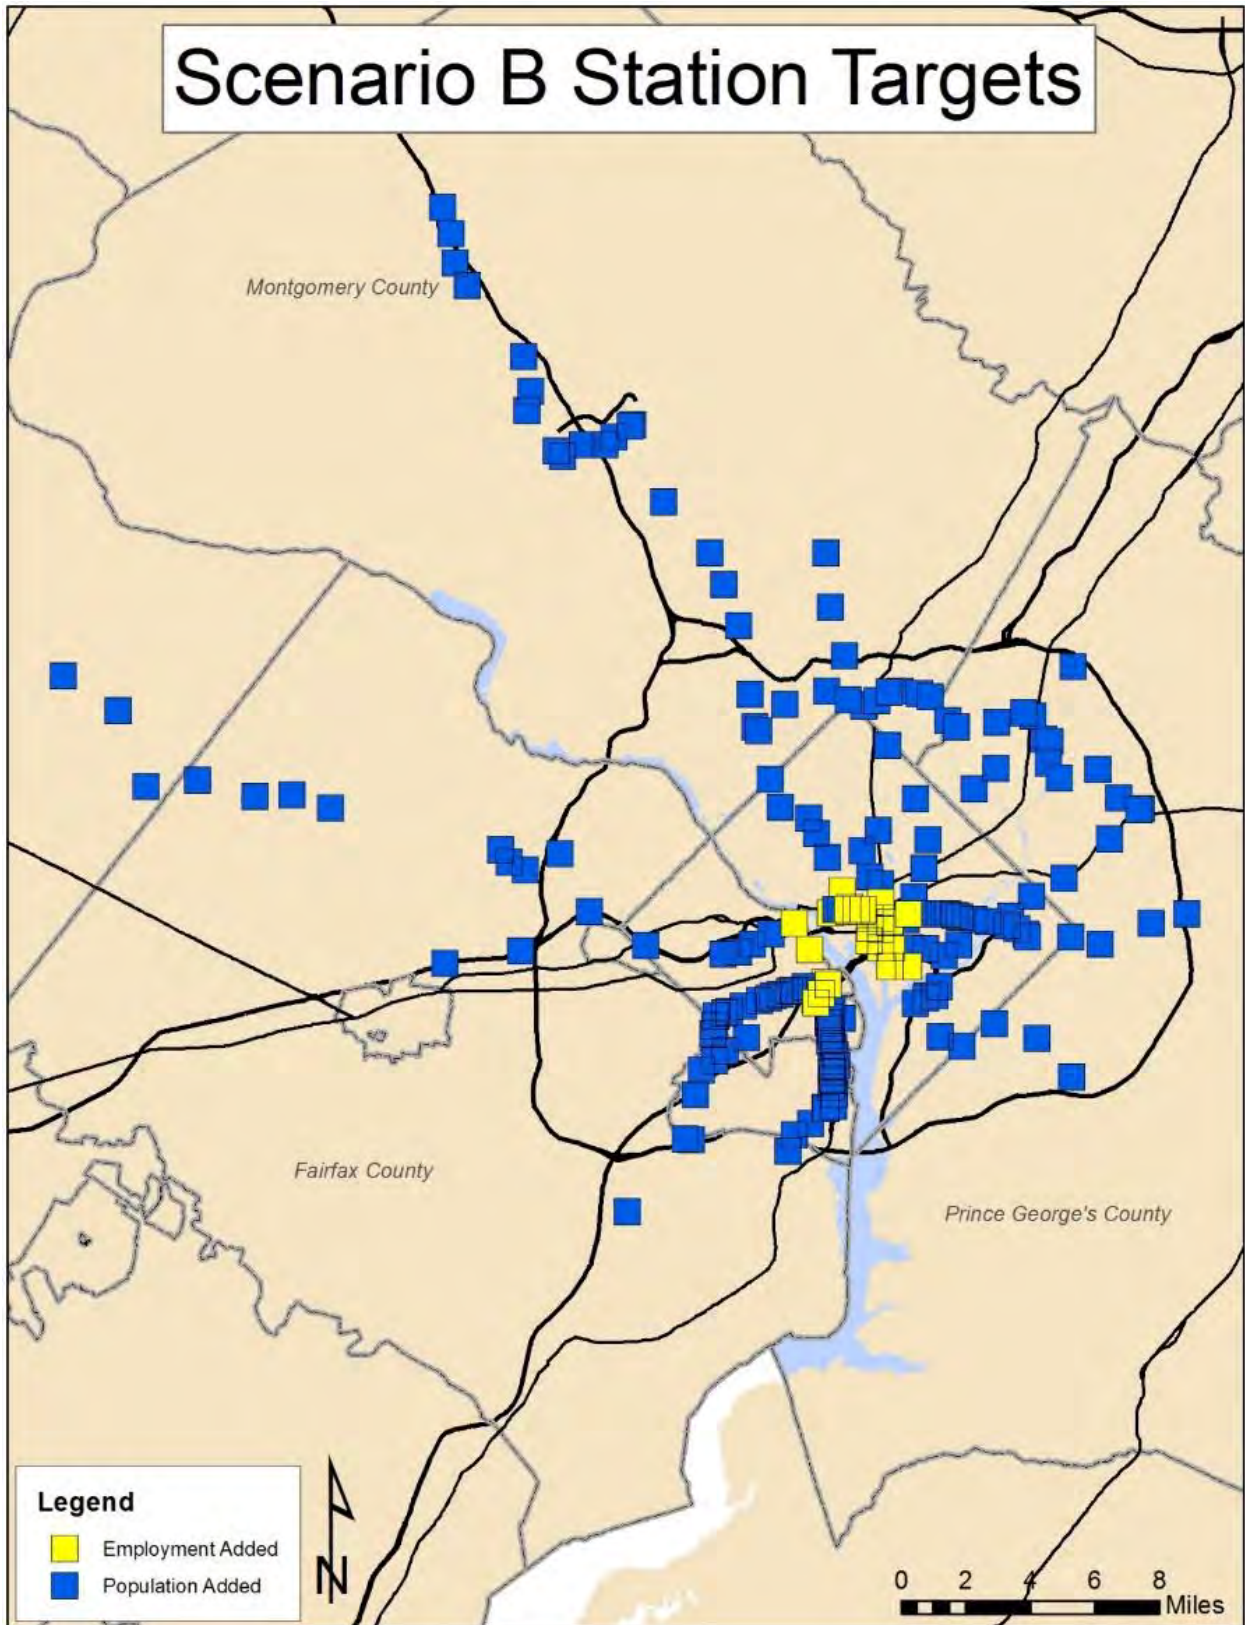 Scenario B Station Targets
Montgomery County
Fairfax County
Prince George's County
Legend
Employment Added
Population Added
N
0 2 4 6 8
Miles